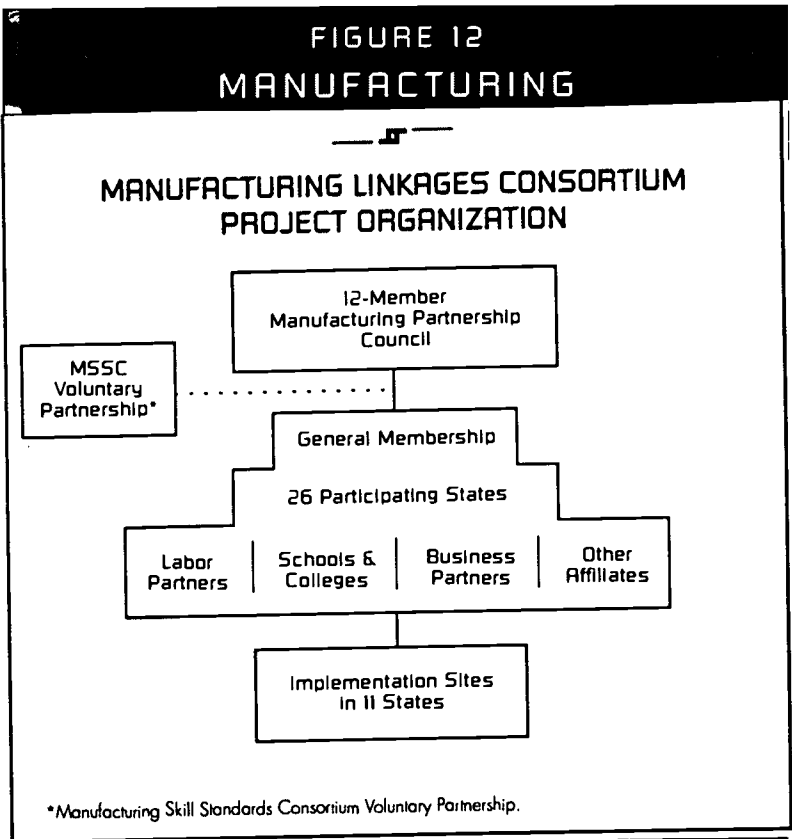 FIGURE 12
MANUFACTURING
MANUFACTURING LINKAGES CONSORTIUM
PROJECT ORGANIZATION
12-Member
Manufacturing Partnership
Council
MSSC
Voluntary
Partnership*
General Membership
26 Participating States
Labor
Partners
Schools &
Colleges
Business
Partners
Other
Affiliates
Implementation Sites
in 11 States
*Manufacturing Skill Standards Consortium Voluntary Partnership.